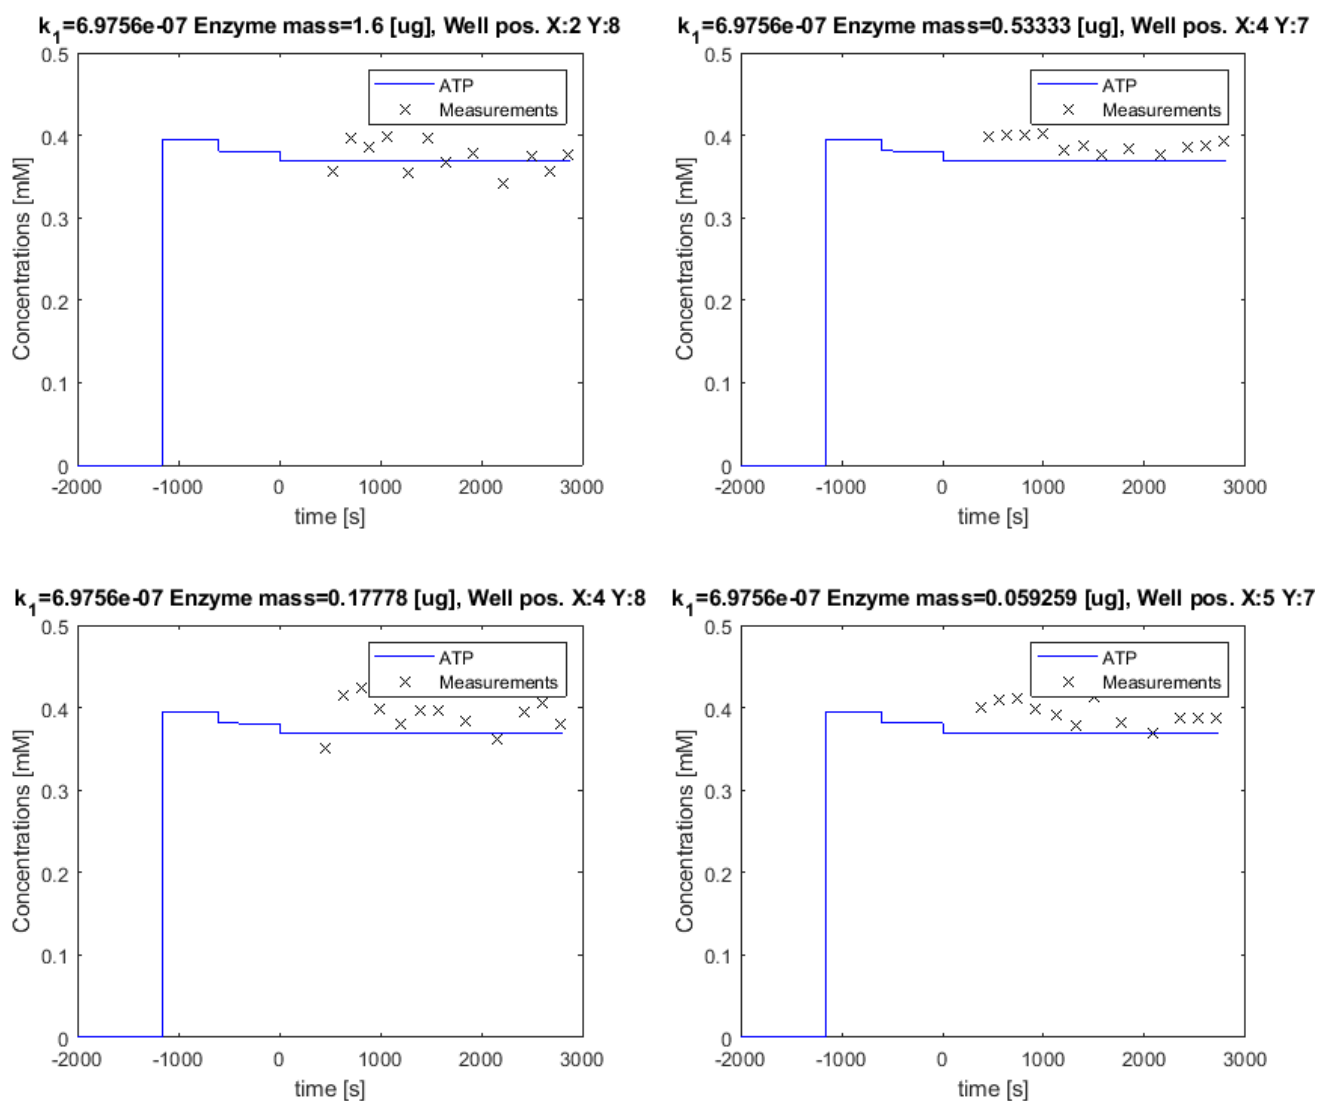 k1=6.9756e-07 Enzyme mass=1.6 [ug], Well pos. X:2 Y:8
0.5
0.4
0.3
0.2
0.1
0
Concentrations [mM]
ATP
Measurements
-2000 -1000 0 1000 2000 3000
time [s]
k1=6.9756e-07 Enzyme mass=0.53333 [ug], Well pos. X:4 Y:7
0.5
0.4
0.3
0.2
0.1
0
Concentrations [mM]
ATP
Measurements
-2000 -1000 0 1000 2000 3000
time [s]
k1=6.9756e-07 Enzyme mass=0.17778 [ug], Well pos. X:4 Y:8
0.5
0.4
0.3
0.2
0.1
0
Concentrations [mM]
ATP
Measurements
-2000 -1000 0 1000 2000 3000
time [s]
k1=6.9756e-07 Enzyme mass=0.059259 [ug], Well pos. X:5 Y:7
0.5
0.4
0.3
0.2
0.1
0
Concentrations [mM]
ATP
Measurements
-2000 -1000 0 1000 2000 3000
time [s]